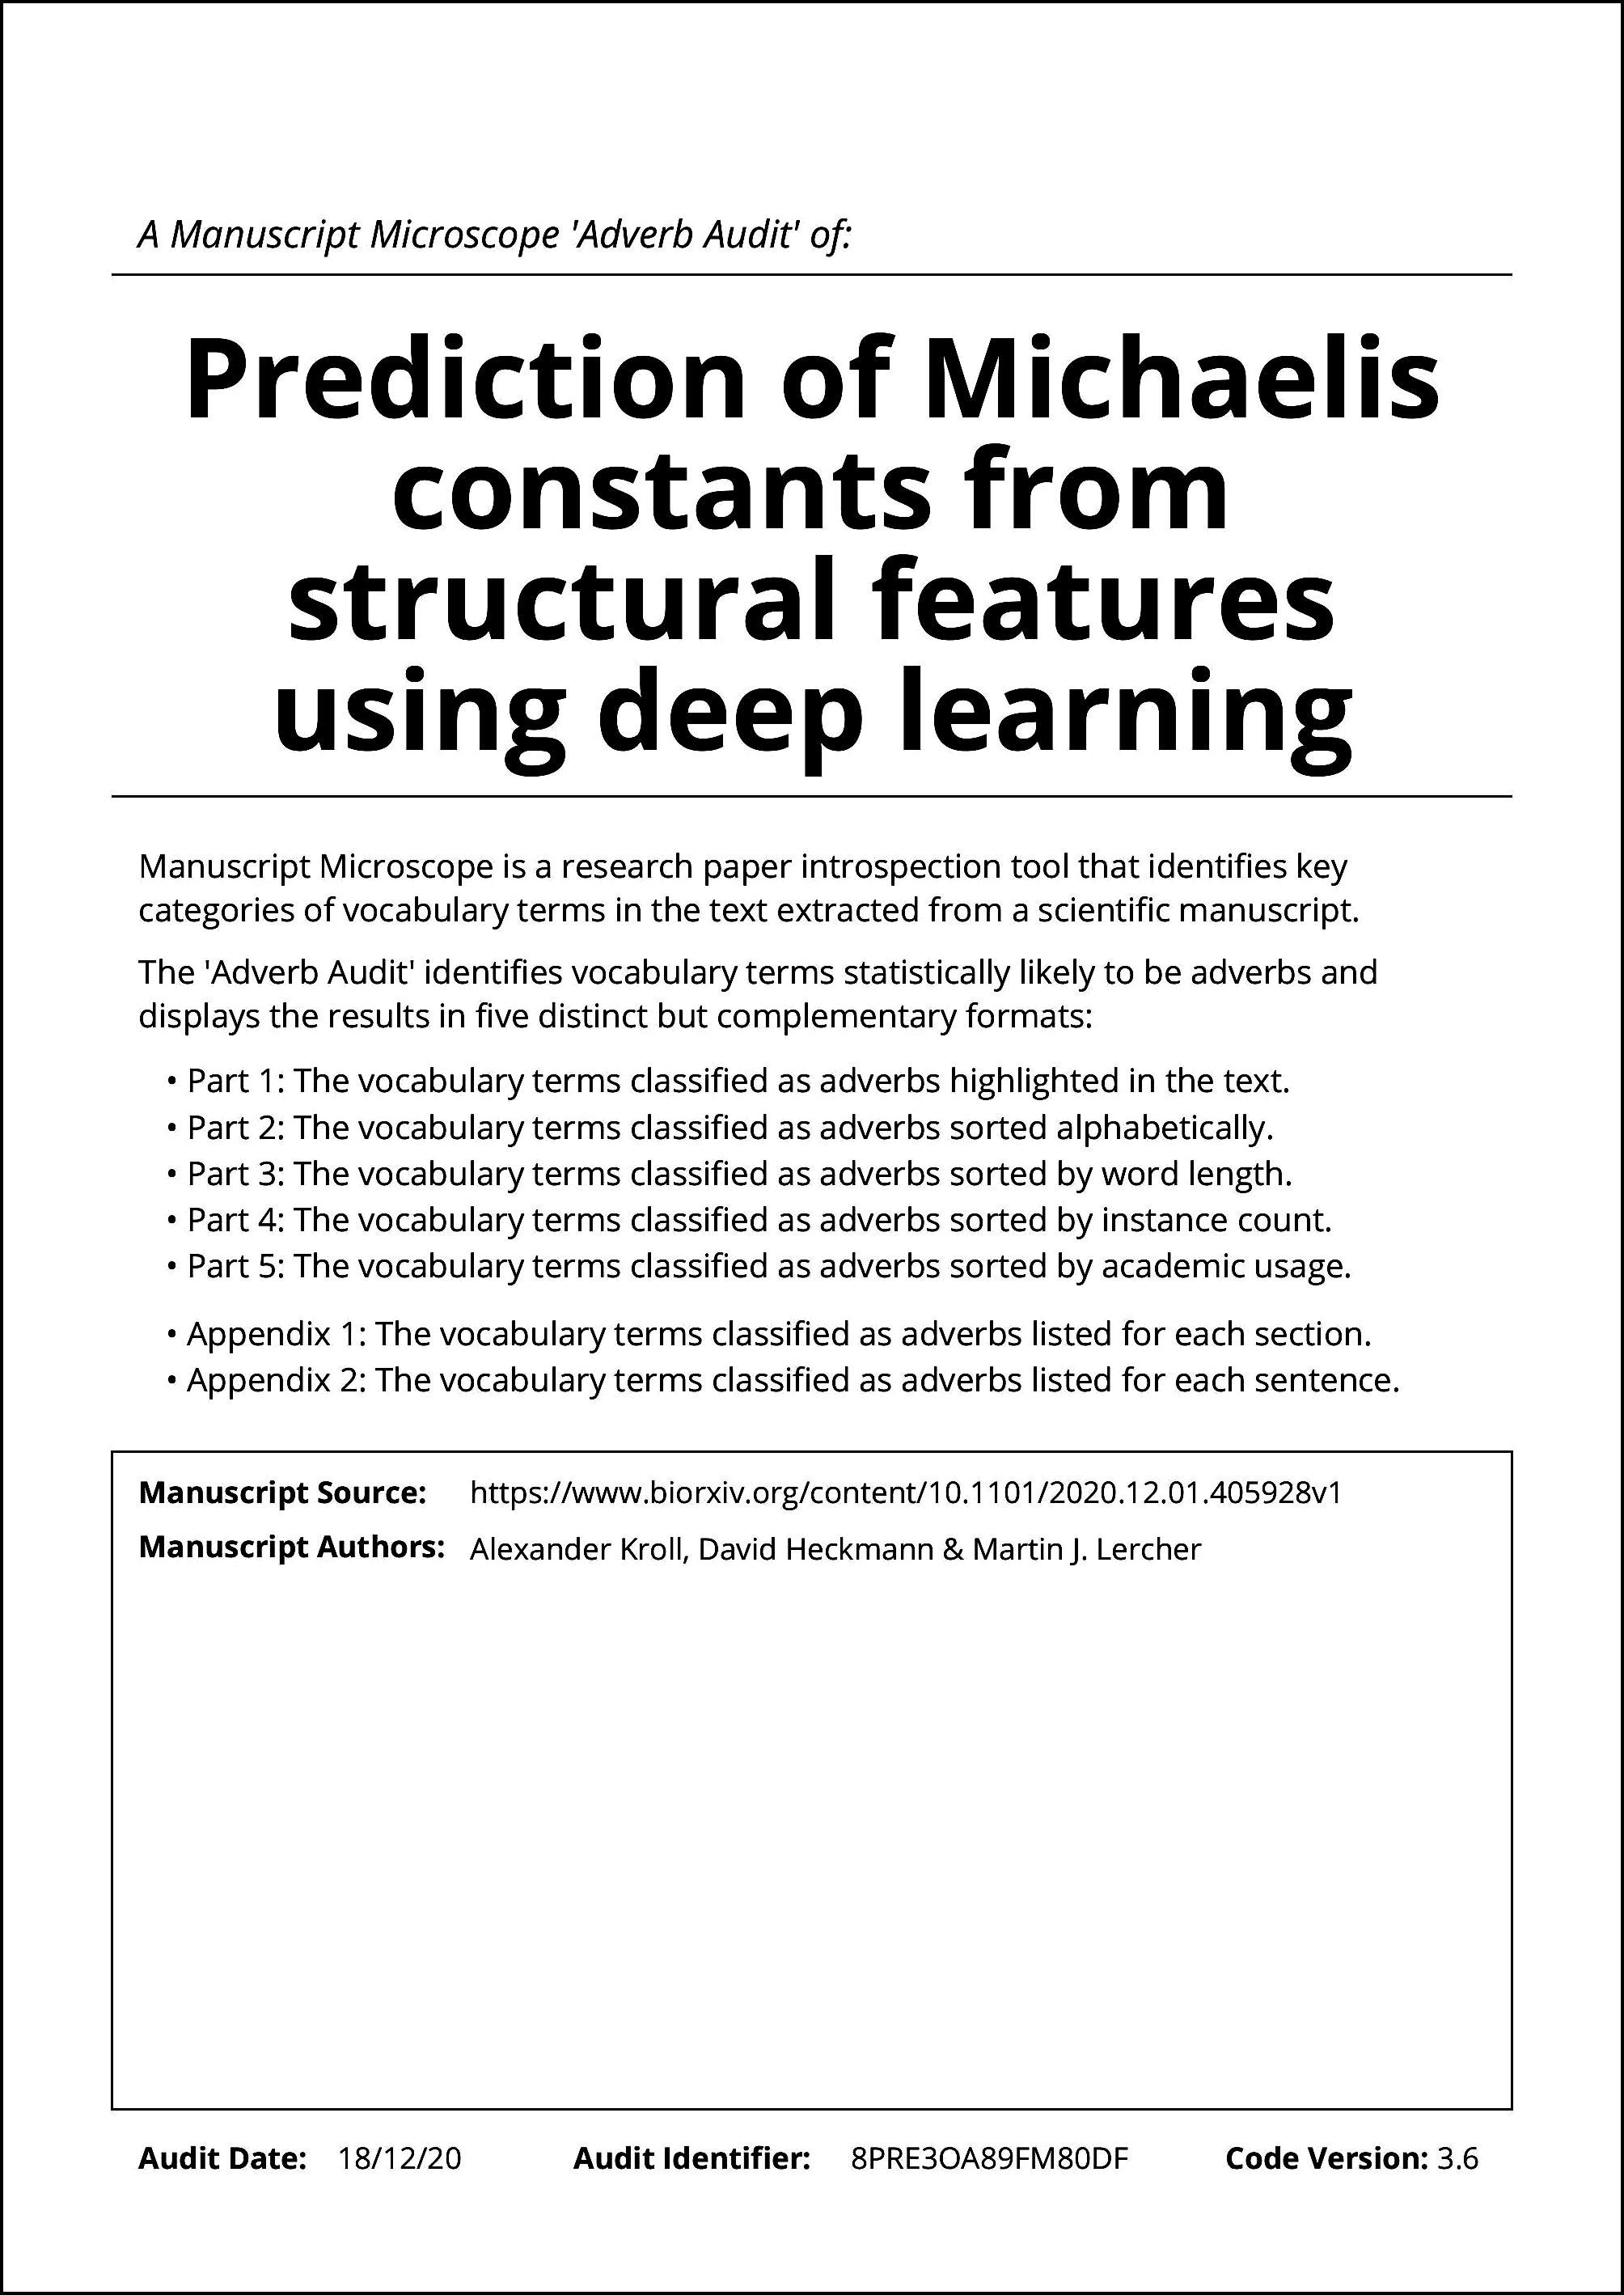 A Manuscript Microscope 'Adverb Audit' of:
Prediction of Michaelis
constants from
structural features
using deep learning
Manuscript Microscope is a research paper introspection tool that identifies key
categories of vocabulary terms in the text extracted from a scientific manuscript.
The 'Adverb Audit' identifies vocabulary terms statistically likely to be adverbs and
displays the results in five distinct but complementary formats:
• Part 1: The vocabulary terms classified as adverbs highlighted in the text.
• Part 2: The vocabulary terms classified as adverbs sorted alphabetically.
• Part 3: The vocabulary terms classified as adverbs sorted by word length.
• Part 4: The vocabulary terms classified as adverbs sorted by instance count.
• Part 5: The vocabulary terms classified as adverbs sorted by academic usage.
• Appendix 1: The vocabulary terms classified as adverbs listed for each section.
• Appendix 2: The vocabulary terms classified as adverbs listed for each sentence.
Manuscript Source: https://www.biorxiv.org/content/10.1101/2020.12.01.405928v1
Manuscript Authors: Alexander Kroll, David Heckmann & Martin J. Lercher
Audit Date: 18/12/20 Audit Identifier: 8PRE3OA89FM80DF Code Version: 3.6